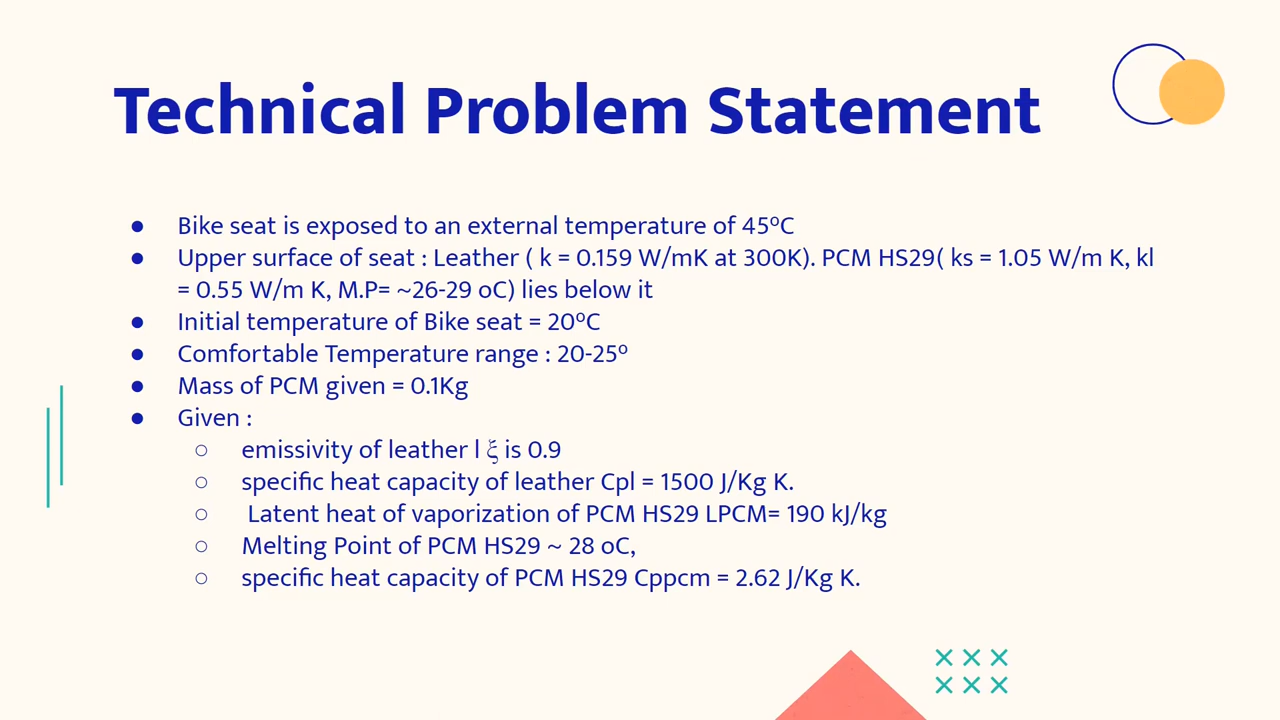 Technical Problem Statement
● Bike seat is exposed to an external temperature of 45ºC
● Upper surface of seat : Leather ( k = 0.159 W/mK at 300K). PCM HS29( ks = 1.05 W/m K, kl
= 0.55 W/m K, M.P= ~26-29 oC) lies below it
● Initial temperature of Bike seat = 20ºC
● Comfortable Temperature range : 20-25º
● Mass of PCM given = 0.1Kg
● Given :
○ emissivity of leather l ξ is 0.9
○ specific heat capacity of leather Cpl = 1500 J/Kg K.
○ Latent heat of vaporization of PCM HS29 LPCM= 190 kJ/kg
○ Melting Point of PCM HS29 ~ 28 oC,
○ specific heat capacity of PCM HS29 Cppcm = 2.62 J/Kg K.